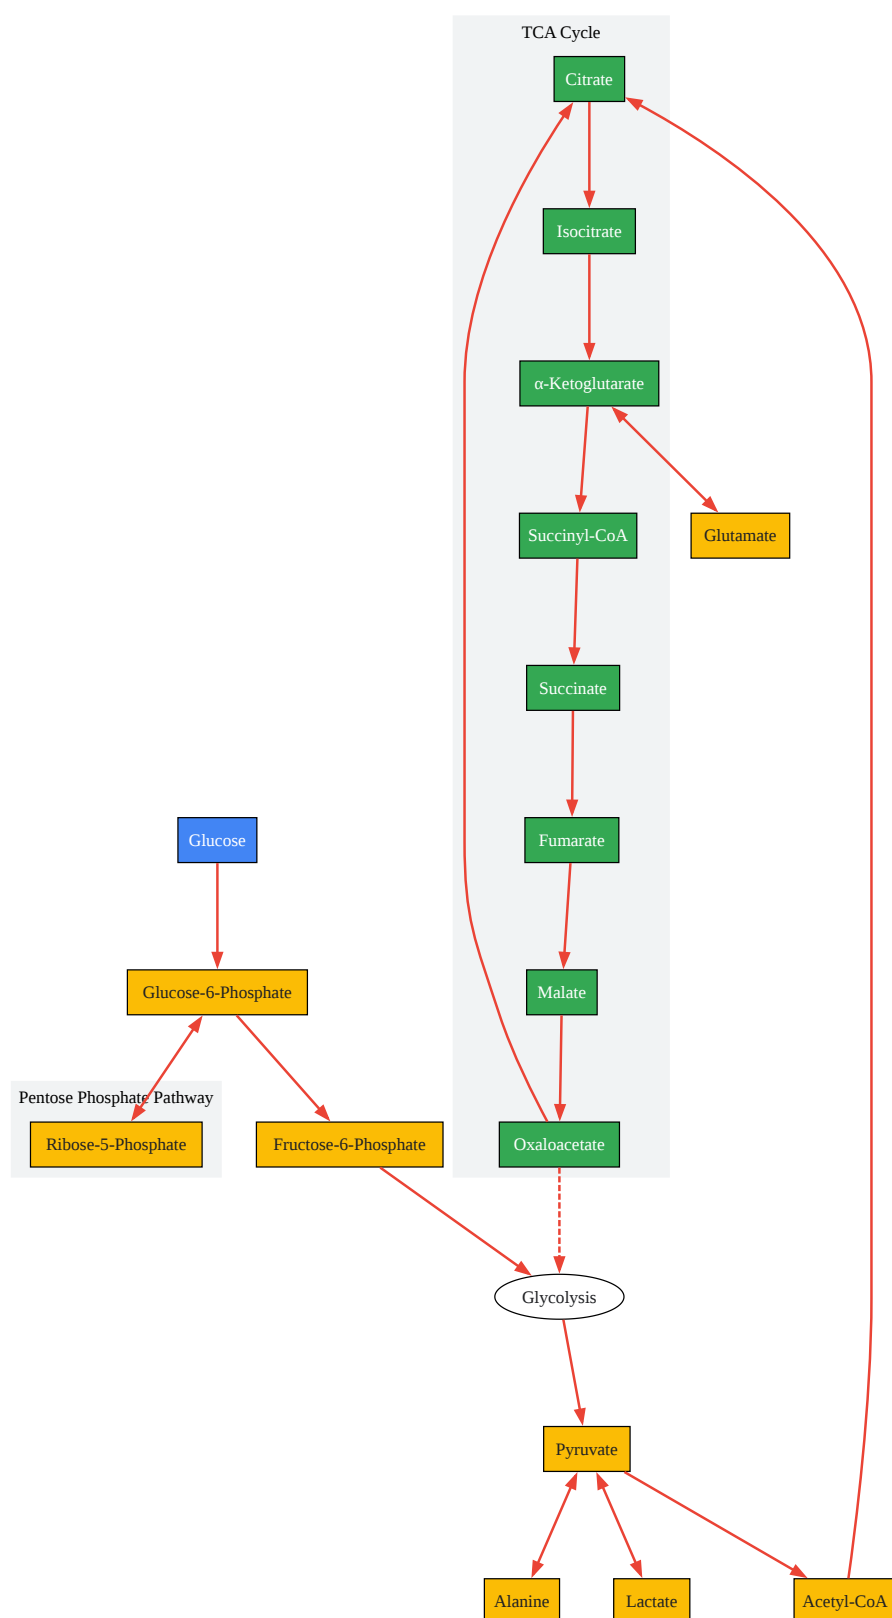 TCA Cycle
Citrate
Isocitrate
α-Ketoglutarate
Succinyl-CoA
Glutamate
Succinate
Glucose
Fumarate
Glucose-6-Phosphate
Malate
Pentose Phosphate Pathway
Ribose-5-Phosphate
Fructose-6-Phosphate
Oxaloacetate
Glycolysis
Pyruvate
Alanine
Lactate
Acetyl-CoA